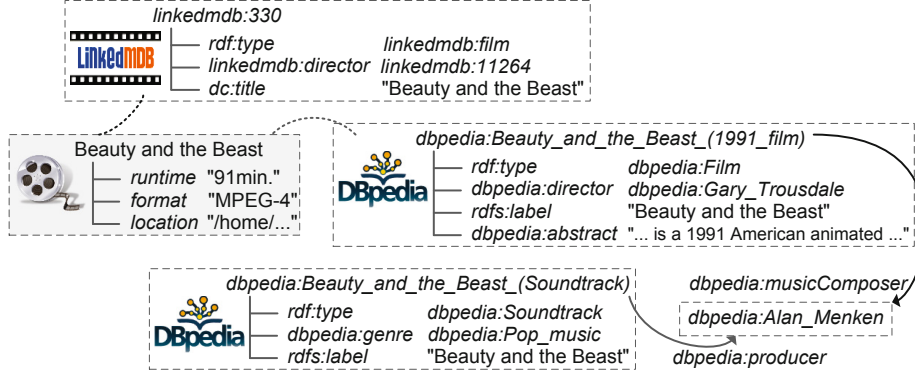 linkedmdb:330
LinkedMDB
rdf:type linkedmdb:film
linkedmdb:director linkedmdb:11264
dc:title "Beauty and the Beast"
Beauty and the Beast
runtime "91min."
format "MPEG-4"
location "/home/..."
dbpedia:Beauty_and_the_Beast_(1991_film)
DBpedia
rdf:type dbpedia:Film
dbpedia:director dbpedia:Gary_Trousdale
rdfs:label "Beauty and the Beast"
dbpedia:abstract "... is a 1991 American animated ..."
dbpedia:Beauty_and_the_Beast_(Soundtrack)
DBpedia
rdf:type dbpedia:Soundtrack
dbpedia:genre dbpedia:Pop_music
rdfs:label "Beauty and the Beast"
dbpedia:musicComposer
dbpedia:Alan_Menken
dbpedia:producer